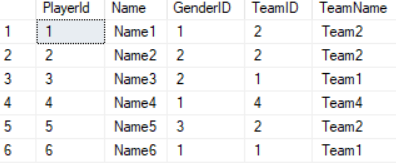 PlayerId Name GenderID TeamID TeamName
1 1 Name1 1 2 Team2
2 2 Name2 2 2 Team2
3 3 Name3 2 1 Team1
4 4 Name4 1 4 Team4
5 5 Name5 3 2 Team2
6 6 Name6 1 1 Team1